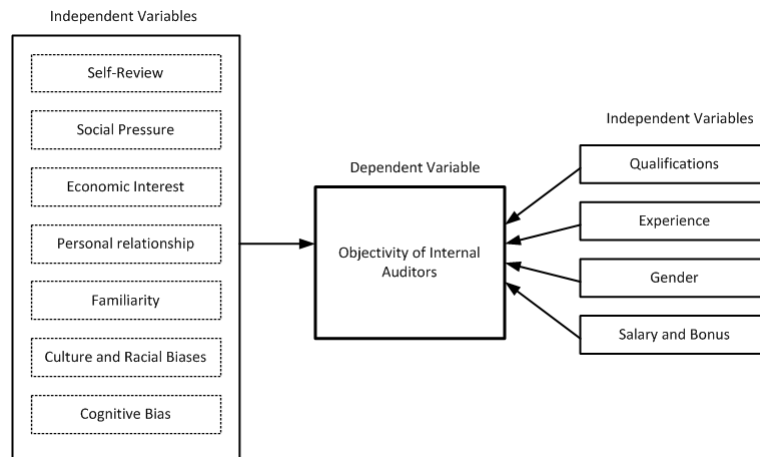 Independent Variables
Self-Review
Social Pressure
Economic Interest
Personal relationship
Familiarity
Culture and Racial Biases
Cognitive Bias
Dependent Variable
Objectivity of Internal
Auditors
Independent Variables
Qualifications
Experience
Gender
Salary and Bonus